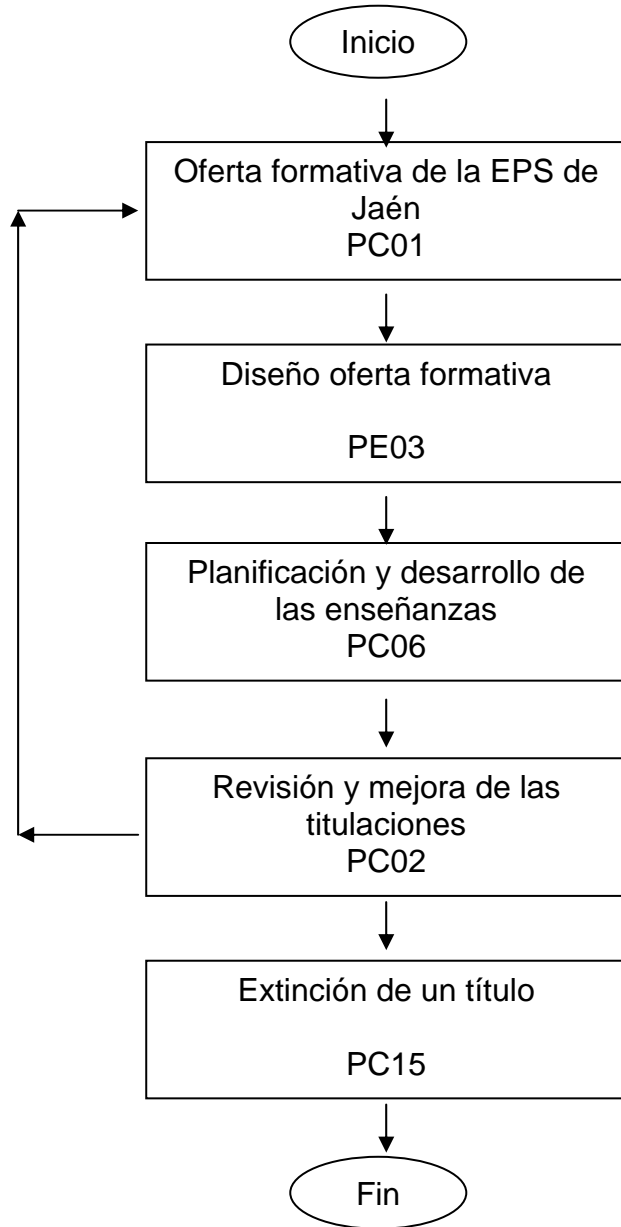 Inicio
Oferta formativa de la EPS de
Jaén
PC01
Diseño oferta formativa
PE03
Planificación y desarrollo de
las enseñanzas
PC06
Revisión y mejora de las
titulaciones
PC02
Extinción de un título
PC15
Fin